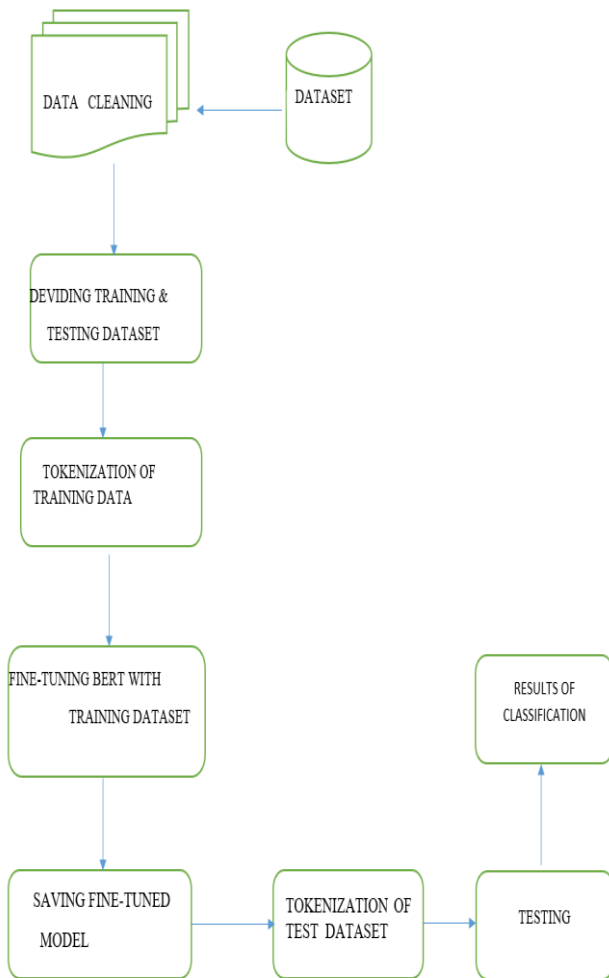 DATA CLEANING
DATASET
DEVIDING TRAINING &
TESTING DATASET
TOKENIZATION OF
TRAINING DATA
FINE-TUNING BERT WITH
TRAINING DATASET
SAVING FINE-TUNED
MODEL
TOKENIZATION OF
TEST DATASET
TESTING
RESULTS OF
CLASSIFICATION